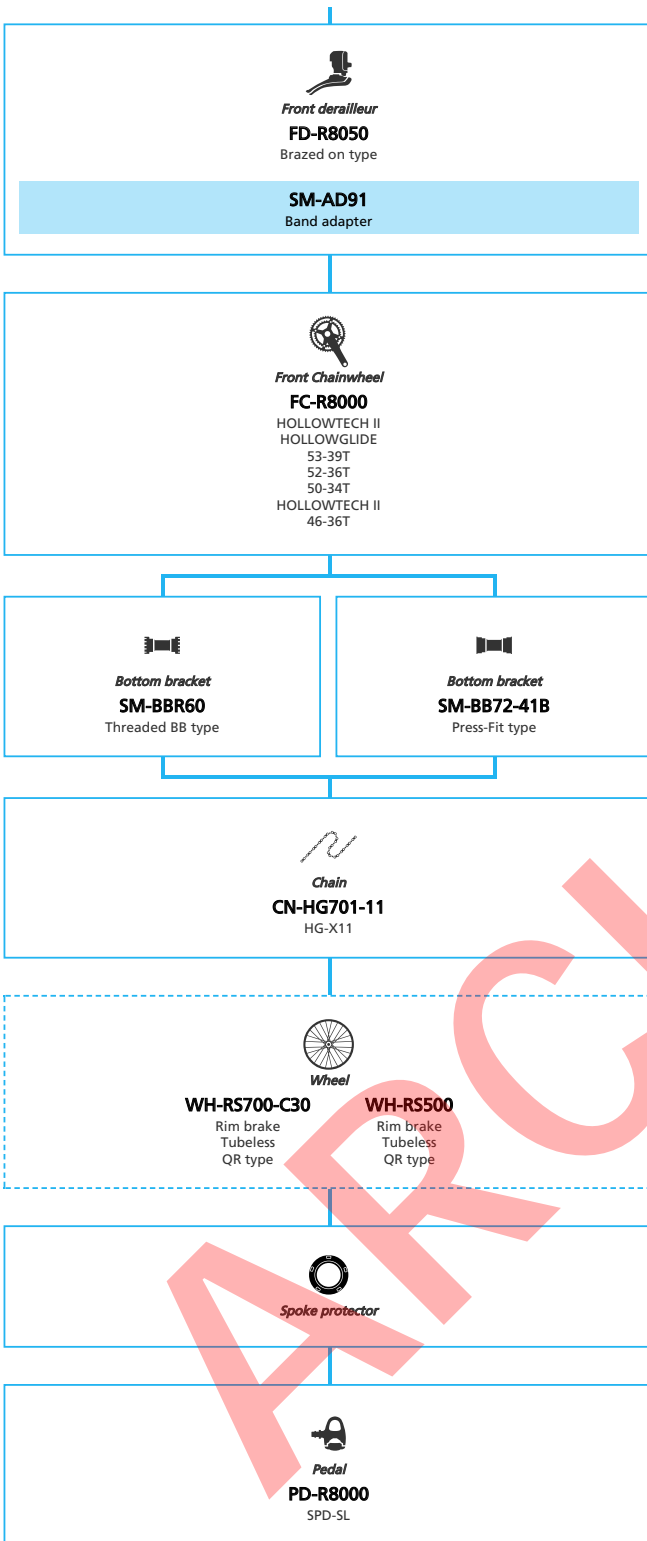 Front derailleur
FD-R8050
Brazed on type
SM-AD91
Band adapter
Front Chainwheel
FC-R8000
HOLLOWTECH II
HOLLOWGLIDE
53-39T
52-36T
50-34T
HOLLOWTECH II
46-36T
Bottom bracket
SM-BBR60
Threaded BB type
Bottom bracket
SM-BB72-41B
Press-Fit type
Chain
CN-HG701-11
HG-X11
Wheel
WH-RS700-C30
Rim brake
Tubeless
QR type
WH-RS500
Rim brake
Tubeless
QR type
Spoke protector
Pedal
PD-R8000
SPD-SL